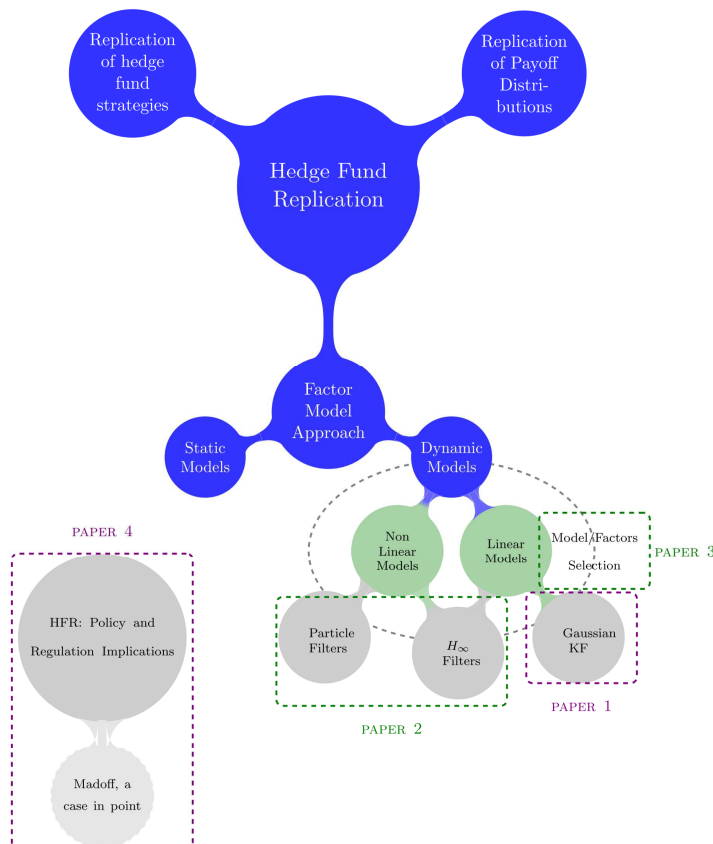 Replication
of hedge
fund
strategies
Replication
of Payoff
Distri-
butions
Hedge Fund
Replication
Factor
Model
Approach
Static
Models
Dynamic
Models
Non
Linear
Models
Linear
Models
Model/Factors
Selection
PAPER 3
PAPER 4
HFR: Policy and
Regulation Implications
Particle
Filters
H∞
Filters
Gaussian
KF
PAPER 1
PAPER 2
Madoff, a
case in point